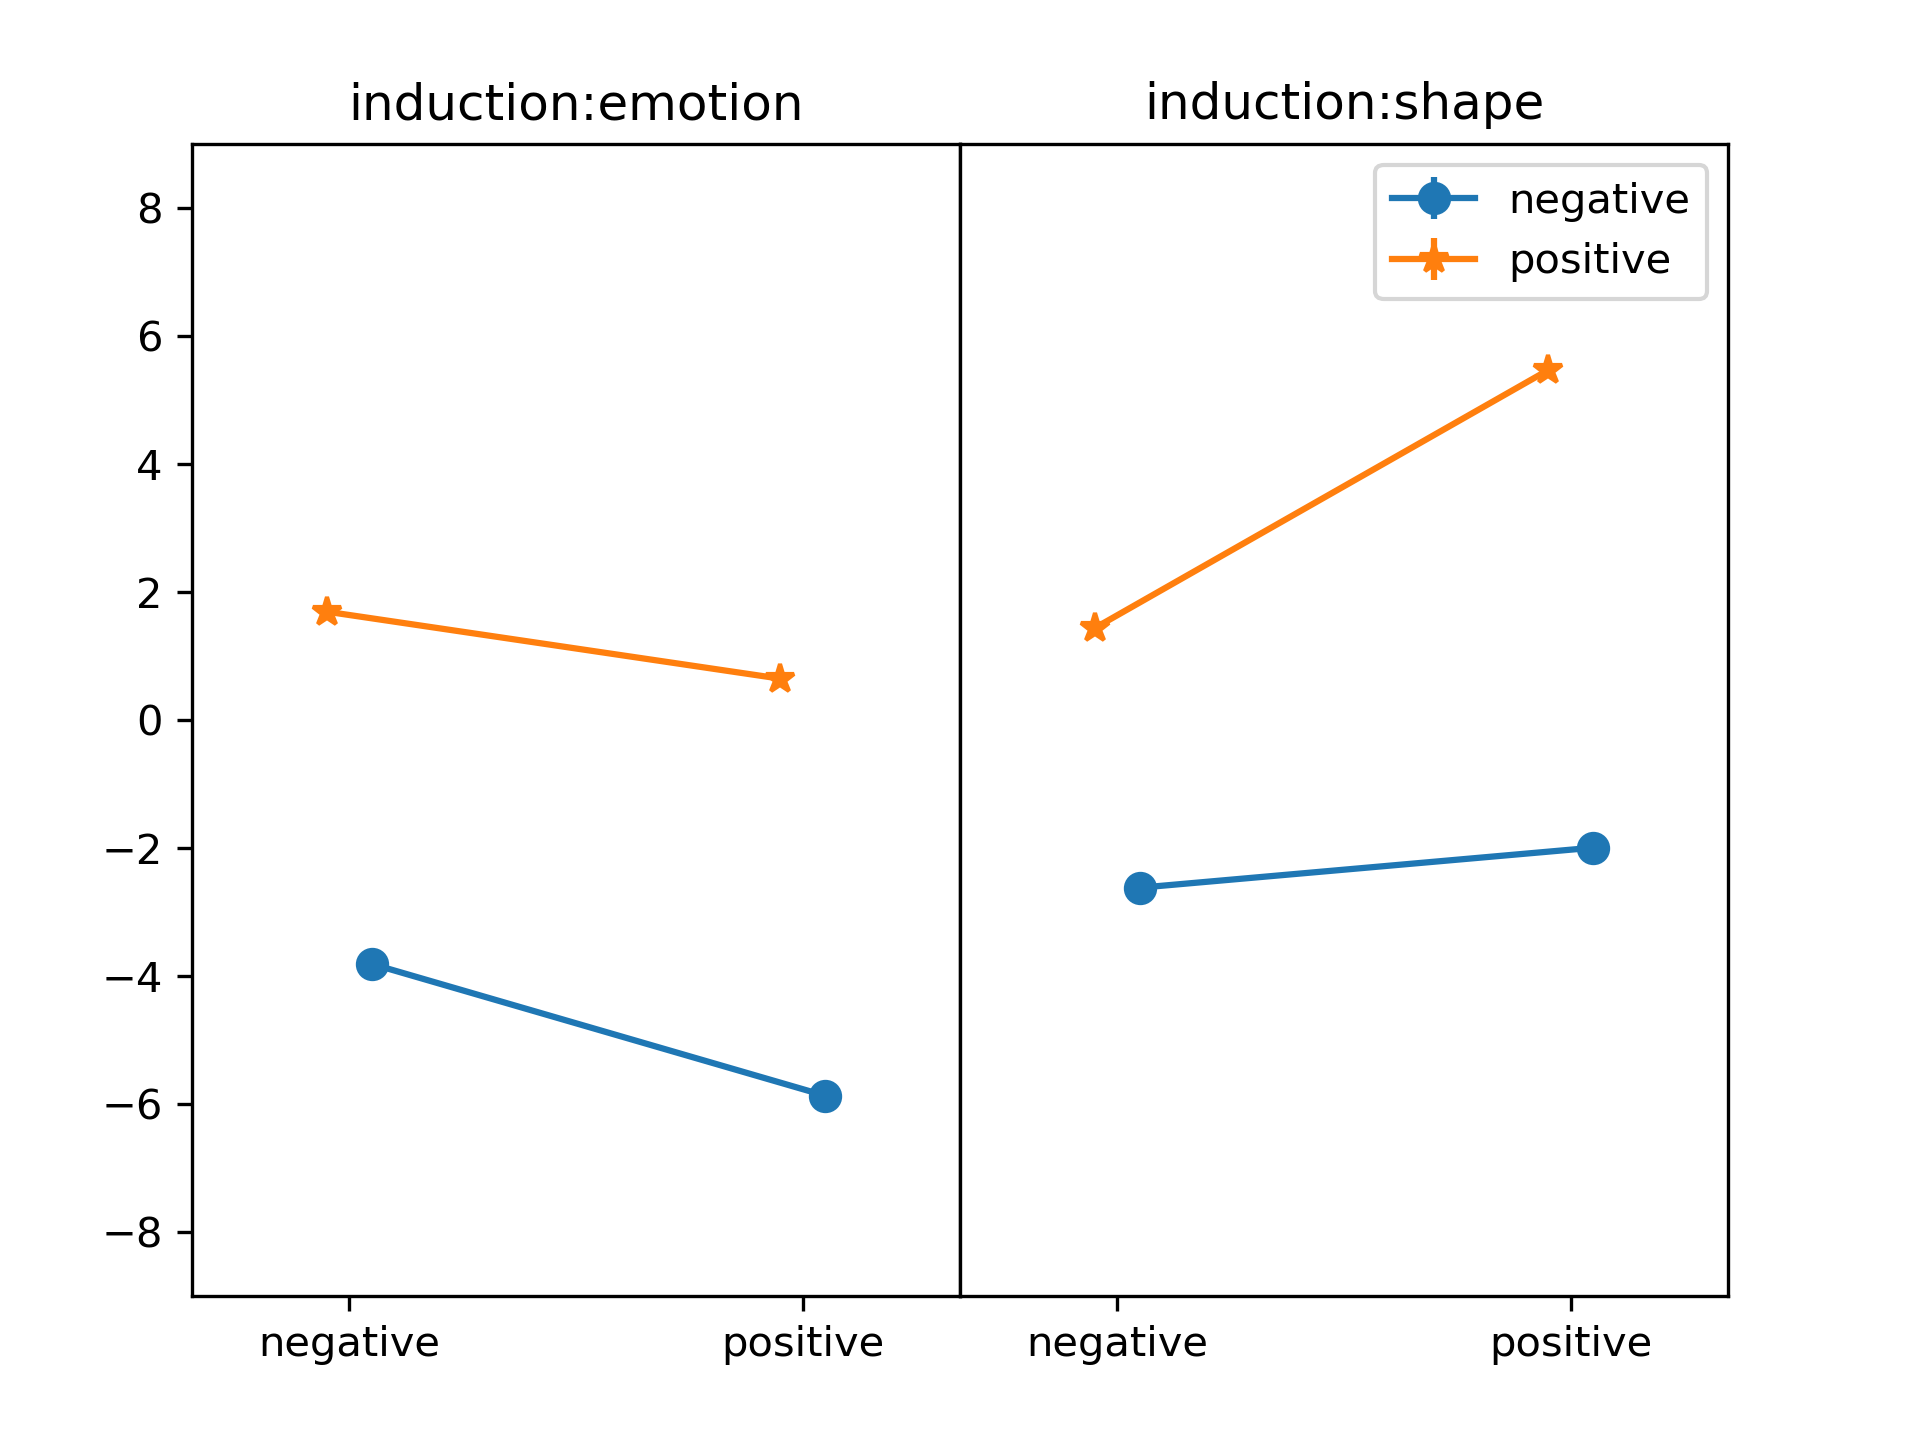 induction:emotion
induction:shape
negative
positive
8
6
4
2
0
−2
−4
−6
−8
negative
positive
negative
positive